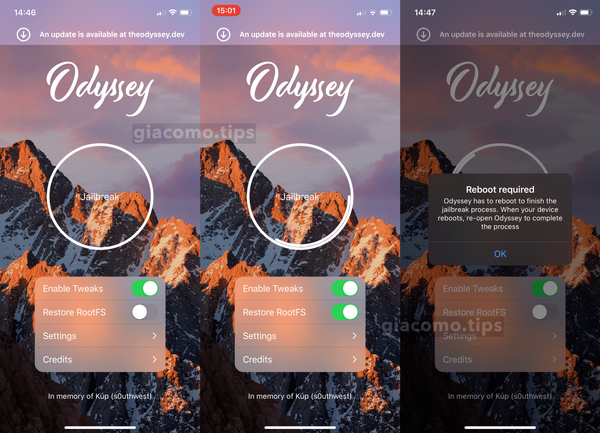 14:46
An update is available at theodyssey.dev
Odyssey
giacomo.tips
Jailbreak
Enable Tweaks
Restore RootFS
Settings
Credits
In memory of Kúp (s0uthwest)
15:01
An update is available at theodyssey.dev
Odyssey
Jailbreak
Enable Tweaks
Restore RootFS
Settings
Credits
In memory of Kúp (s0uthwest)
14:47
An update is available at theodyssey.dev
Odyssey
Reboot required
Odyssey has to reboot to finish the
jailbreak process. When your device
reboots, re-open Odyssey to complete
the process
OK
Enable Tweaks
Restore RootFS
giacomo.tips
Settings
Credits
In memory of Kúp (s0uthwest)